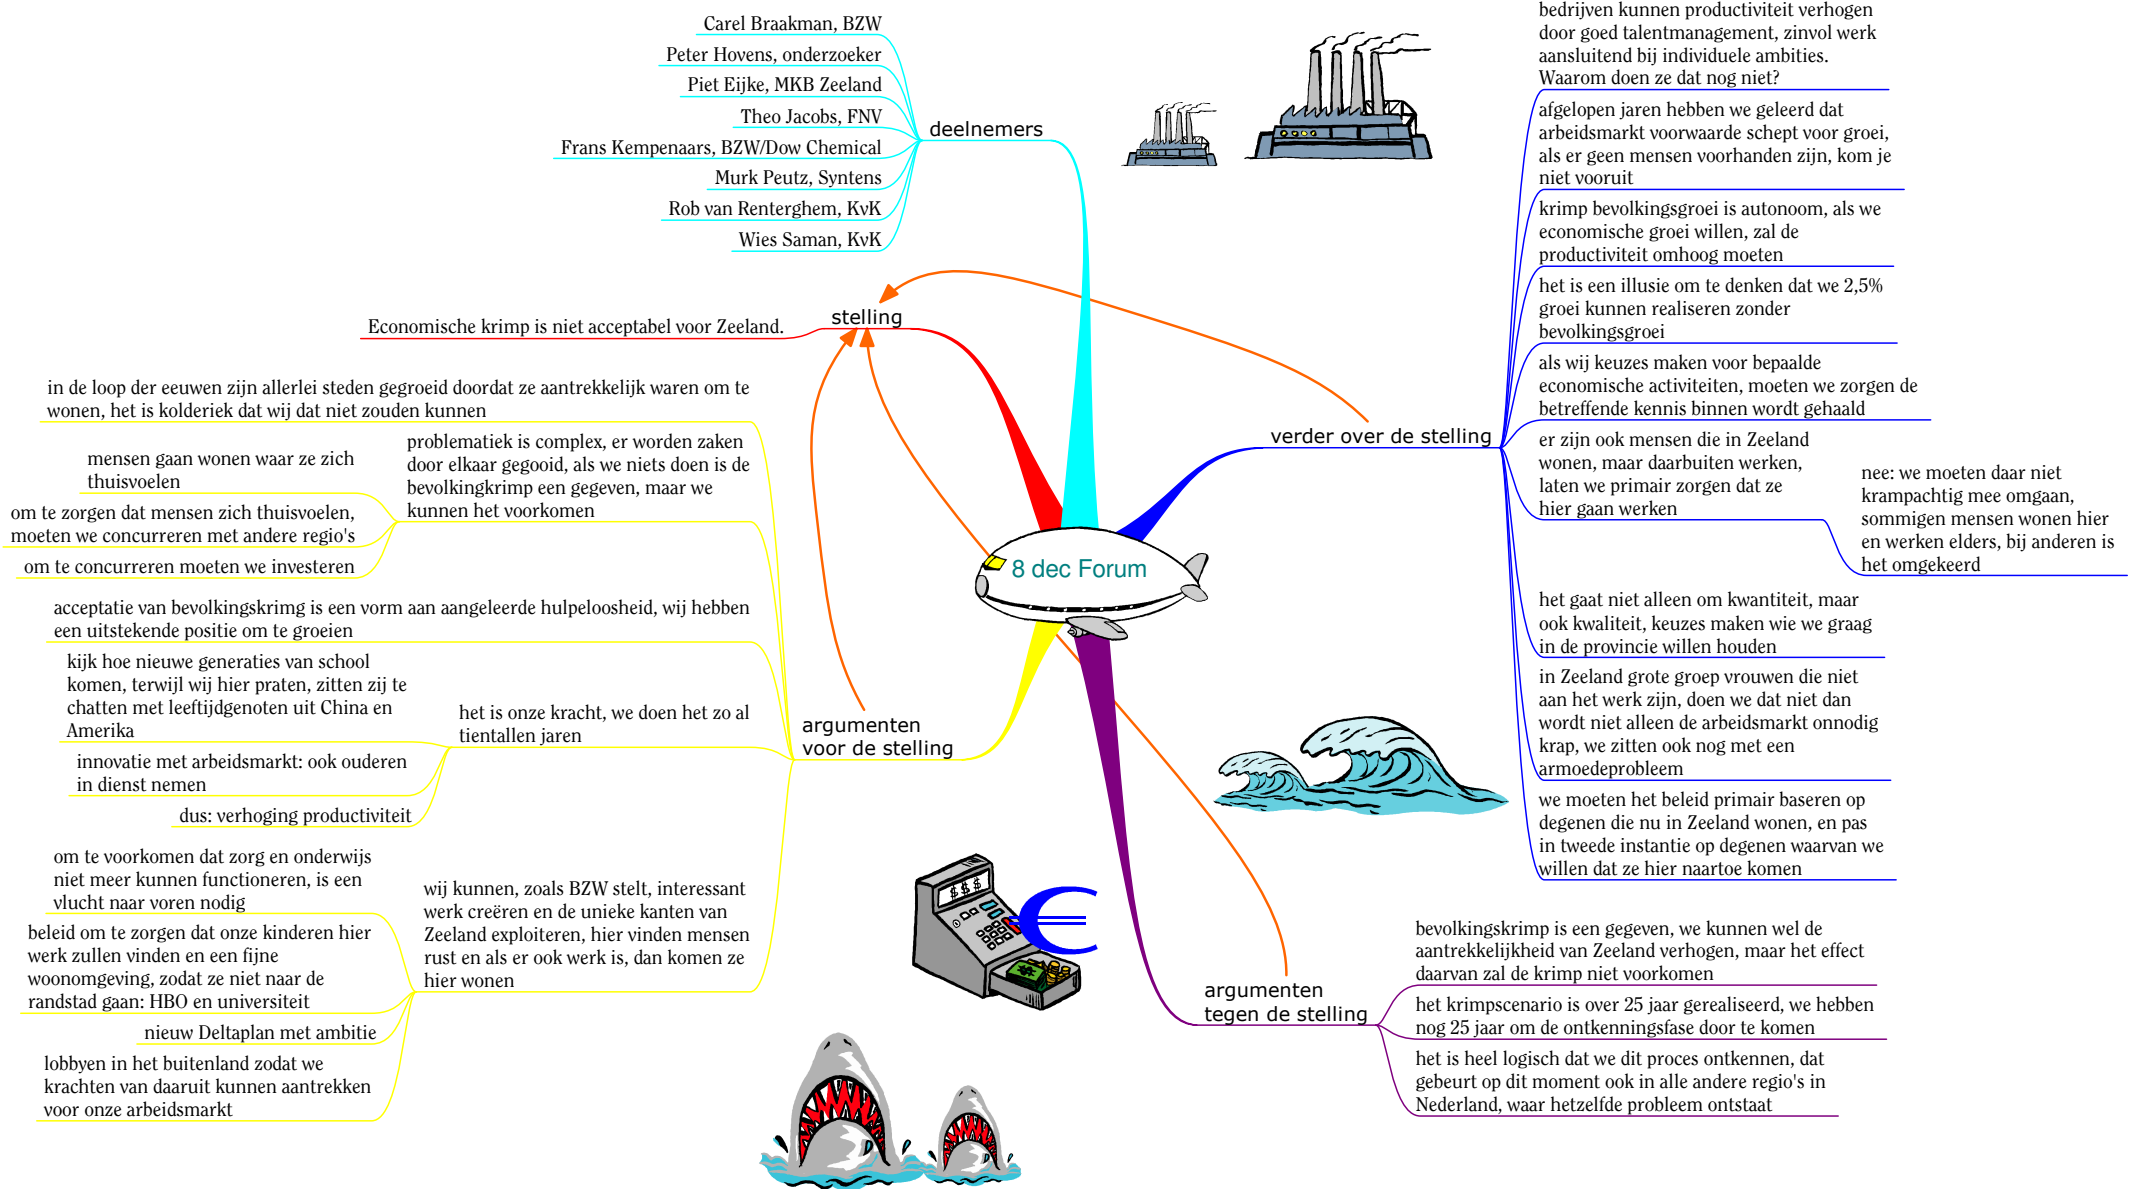 8 dec Forum
deelnemers
Carel Braakman, BZW
Peter Hovens, onderzoeker
Piet Eijke, MKB Zeeland
Theo Jacobs, FNV
Frans Kempenaars, BZW/Dow Chemical
Murk Peutz, Syntens
Rob van Renterghem, KvK
Wies Saman, KvK
stelling
Economische krimp is niet acceptabel voor Zeeland.
argumenten
voor de stelling
in de loop der eeuwen zijn allerlei steden gegroeid doordat ze aantrekkelijk waren om te
wonen, het is kolderiek dat wij dat niet zouden kunnen
problematiek is complex, er worden zaken
door elkaar gegooid, als we niets doen is de
bevolkingkrimp een gegeven, maar we
kunnen het voorkomen
mensen gaan wonen waar ze zich
thuisvoelen
om te zorgen dat mensen zich thuisvoelen,
moeten we concurreren met andere regio's
om te concurreren moeten we investeren
acceptatie van bevolkingskrimg is een vorm aan aangeleerde hulpeloosheid, wij hebben
een uitstekende positie om te groeien
het is onze kracht, we doen het zo al
tientallen jaren
kijk hoe nieuwe generaties van school
komen, terwijl wij hier praten, zitten zij te
chatten met leeftijdgenoten uit China en
Amerika
innovatie met arbeidsmarkt: ook ouderen
in dienst nemen
dus: verhoging productiviteit
wij kunnen, zoals BZW stelt, interessant
werk creëren en de unieke kanten van
Zeeland exploiteren, hier vinden mensen
rust en als er ook werk is, dan komen ze
hier wonen
om te voorkomen dat zorg en onderwijs
niet meer kunnen functioneren, is een
vlucht naar voren nodig
beleid om te zorgen dat onze kinderen hier
werk zullen vinden en een fijne
woonomgeving, zodat ze niet naar de
randstad gaan: HBO en universiteit
nieuw Deltaplan met ambitie
lobbyen in het buitenland zodat we
krachten van daaruit kunnen aantrekken
voor onze arbeidsmarkt
verder over de stelling
bedrijven kunnen productiviteit verhogen
door goed talentmanagement, zinvol werk
aansluitend bij individuele ambities.
Waarom doen ze dat nog niet?
afgelopen jaren hebben we geleerd dat
arbeidsmarkt voorwaarde schept voor groei,
als er geen mensen voorhanden zijn, kom je
niet vooruit
krimp bevolkingsgroei is autonoom, als we
economische groei willen, zal de
productiviteit omhoog moeten
het is een illusie om te denken dat we 2,5%
groei kunnen realiseren zonder
bevolkingsgroei
als wij keuzes maken voor bepaalde
economische activiteiten, moeten we zorgen de
betreffende kennis binnen wordt gehaald
er zijn ook mensen die in Zeeland
wonen, maar daarbuiten werken,
laten we primair zorgen dat ze
hier gaan werken
nee: we moeten daar niet
krampachtig mee omgaan,
sommigen mensen wonen hier
en werken elders, bij anderen is
het omgekeerd
het gaat niet alleen om kwantiteit, maar
ook kwaliteit, keuzes maken wie we graag
in de provincie willen houden
in Zeeland grote groep vrouwen die niet
aan het werk zijn, doen we dat niet dan
wordt niet alleen de arbeidsmarkt onnodig
krap, we zitten ook nog met een
armoedeprobleem
we moeten het beleid primair baseren op
degenen die nu in Zeeland wonen, en pas
in tweede instantie op degenen waarvan we
willen dat ze hier naartoe komen
argumenten
tegen de stelling
bevolkingskrimp is een gegeven, we kunnen wel de
aantrekkelijkheid van Zeeland verhogen, maar het effect
daarvan zal de krimp niet voorkomen
het krimpscenario is over 25 jaar gerealiseerd, we hebben
nog 25 jaar om de ontkenningsfase door te komen
het is heel logisch dat we dit proces ontkennen, dat
gebeurt op dit moment ook in alle andere regio's in
Nederland, waar hetzelfde probleem ontstaat
$$$
€